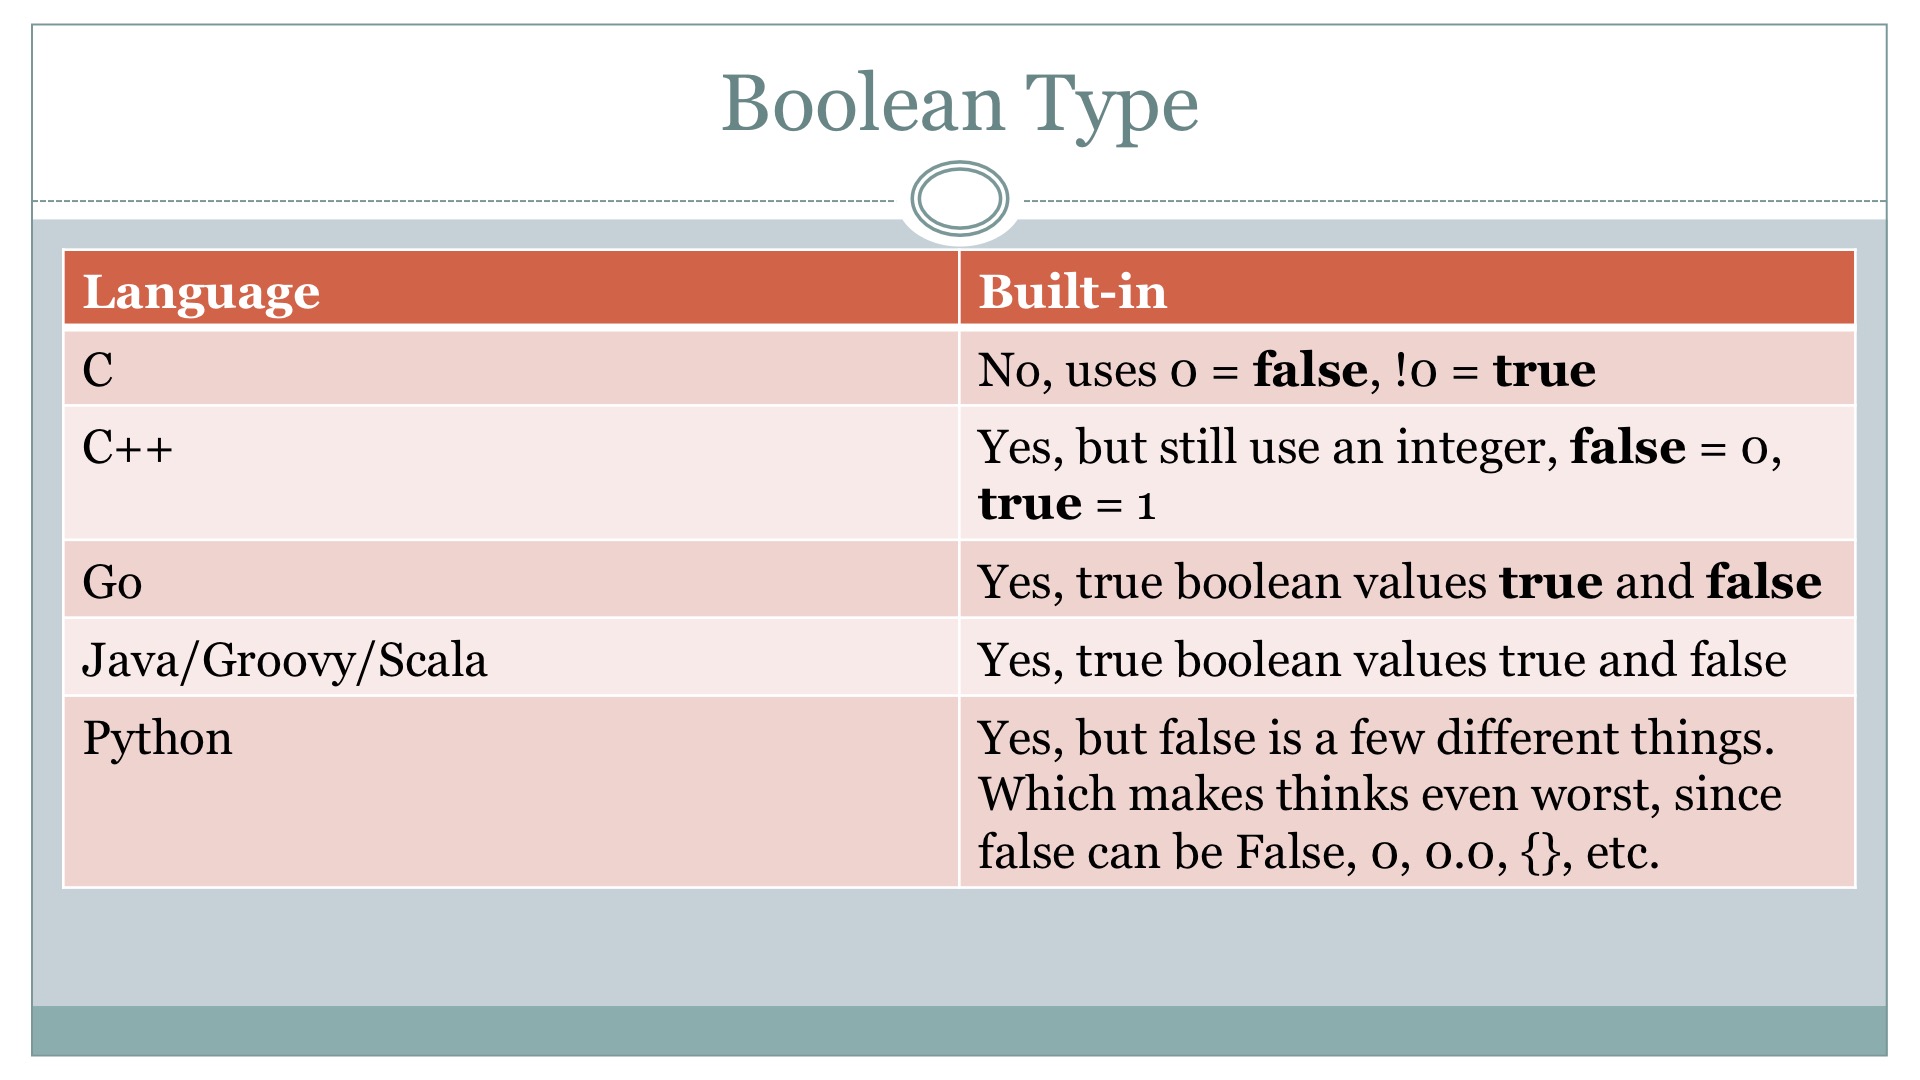 Boolean Type
Language
Built-in
C
No, uses 0 = false, !0 = true
C++
Yes, but still use an integer, false = 0,
true = 1
Go
Yes, true boolean values true and false
Java/Groovy/Scala
Yes, true boolean values true and false
Python
Yes, but false is a few different things.
Which makes thinks even worst, since
false can be False, 0, 0.0, {}, etc.